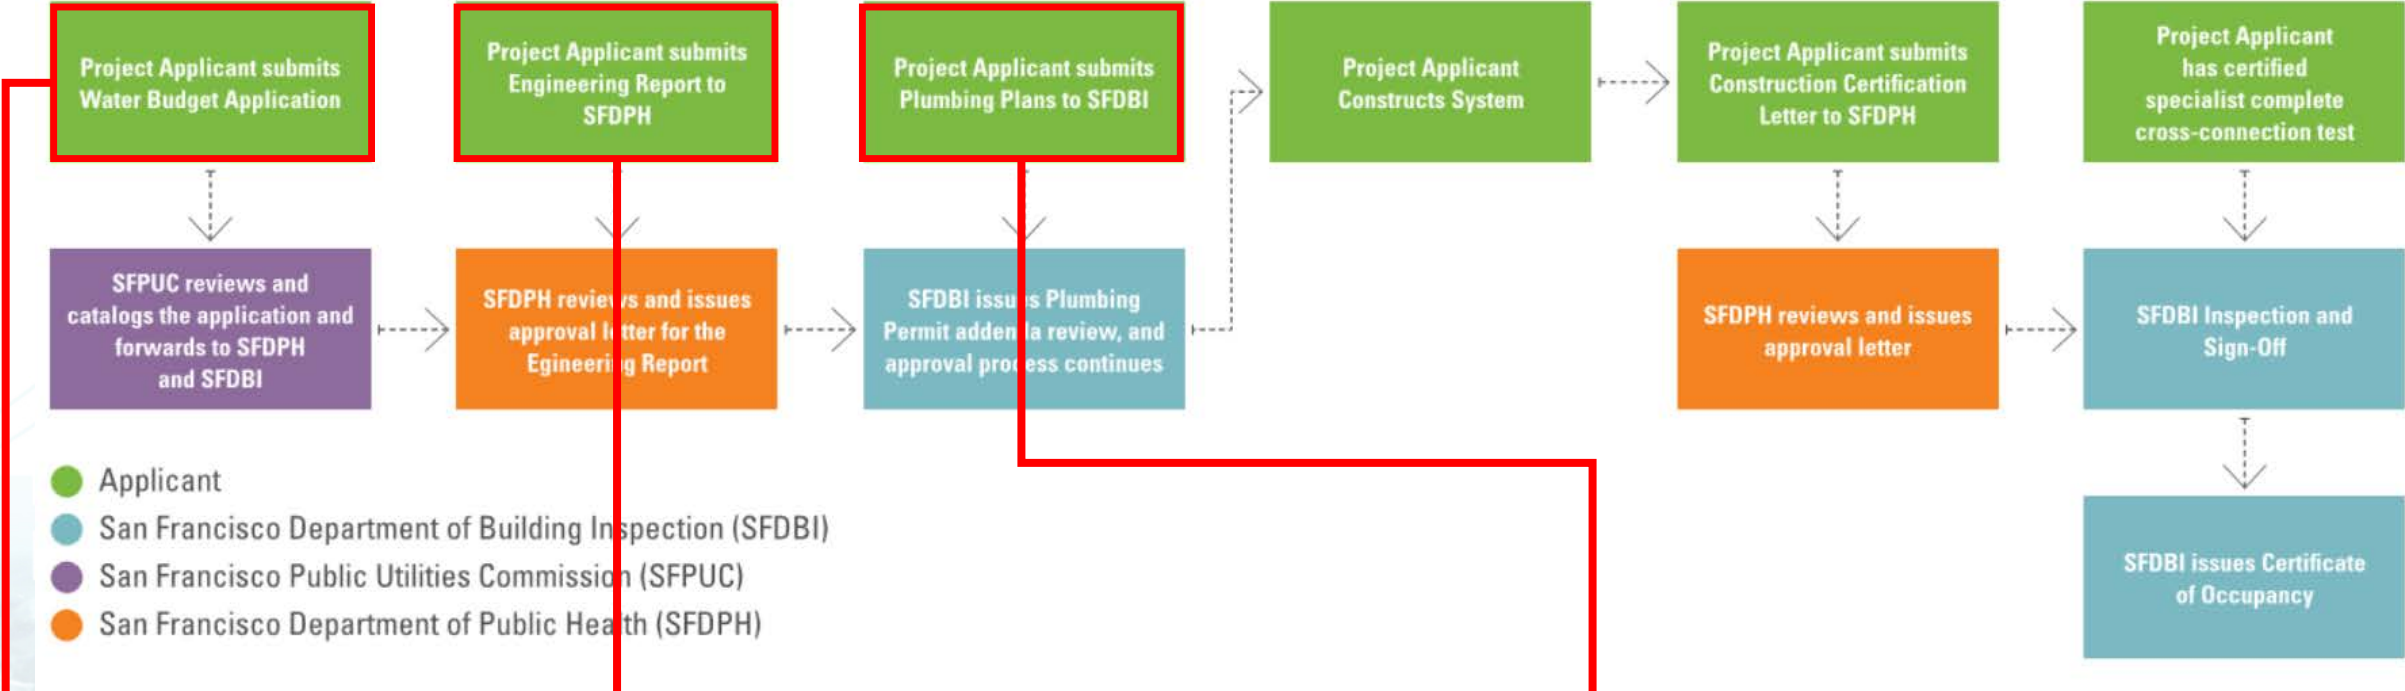 Project Applicant submits
Water Budget Application
Project Applicant submits
Engineering Report to
SFDPH
Project Applicant submits
Plumbing Plans to SFDBI
Project Applicant
Constructs System
Project Applicant submits
Construction Certification
Letter to SFDPH
Project Applicant
has certified
specialist complete
cross-connection test
SFPUC reviews and
catalogs the application and
forwards to SFDPH
and SFDBI
SFDPH reviews and issues
approval letter for the
Egineering Report
SFDBI issues Plumbing
Permit addenda review, and
approval process continues
SFDPH reviews and issues
approval letter
SFDBI Inspection and
Sign-Off
SFDBI issues Certificate
of Occupancy
Applicant
San Francisco Department of Building Inspection (SFDBI)
San Francisco Public Utilities Commission (SFPUC)
San Francisco Department of Public Health (SFDPH)